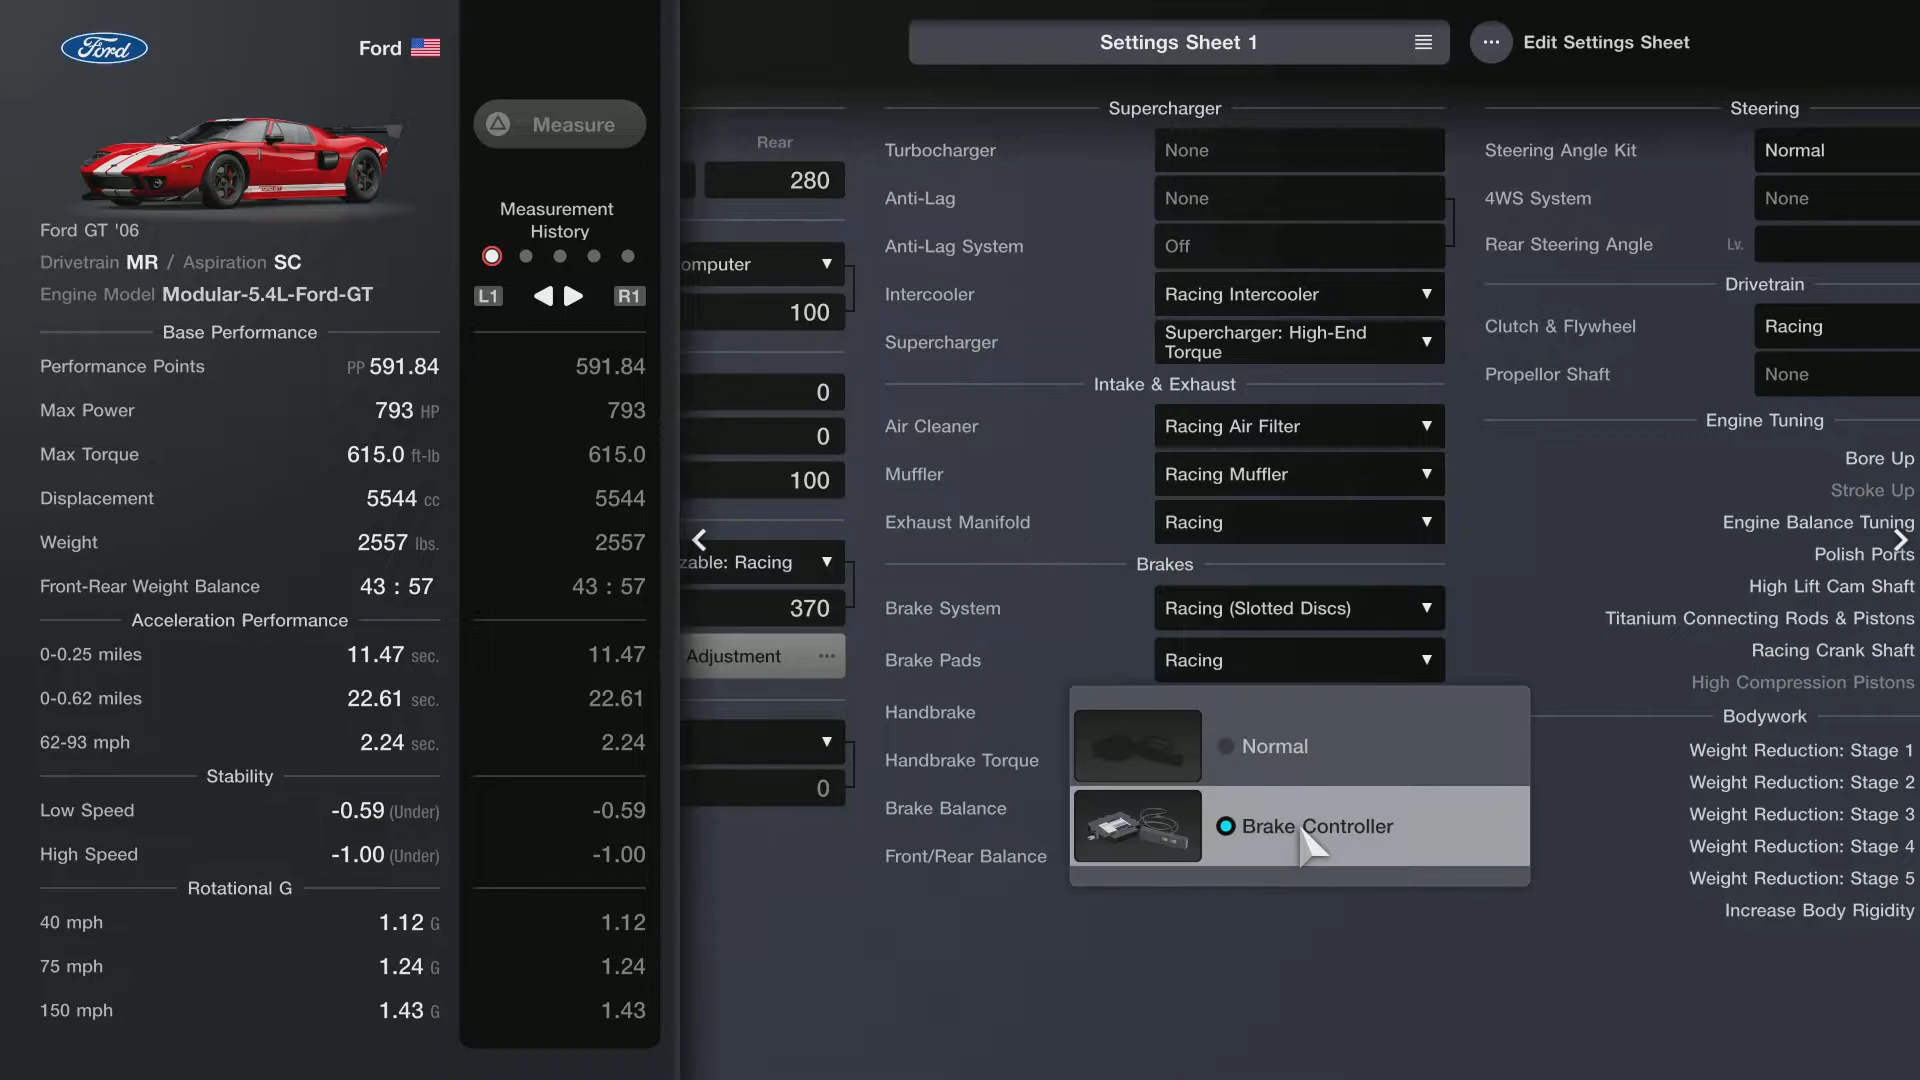 Ford
Ford
Ford GT '06
Drivetrain MR / Aspiration SC
Engine Model Modular-5.4L-Ford-GT
Base Performance
Performance Points PP 591.84
Max Power 793 HP
Max Torque 615.0 ft-lb
Displacement 5544 cc
Weight 2557 lbs.
Front-Rear Weight Balance 43 : 57
Acceleration Performance
0-0.25 miles 11.47 sec.
0-0.62 miles 22.61 sec.
62-93 mph 2.24 sec.
Stability
Low Speed -0.59 (Under)
High Speed -1.00 (Under)
Rotational G
40 mph 1.12 G
75 mph 1.24 G
150 mph 1.43 G
Measure
Measurement
History
L1 R1
591.84
793
615.0
5544
2557
43 : 57
11.47
22.61
2.24
-0.59
-1.00
1.12
1.24
1.43
Settings Sheet 1
Edit Settings Sheet
Rear
280
omputer
100
0
0
100
zable: Racing
370
Adjustment
0
Supercharger
Turbocharger None
Anti-Lag None
Anti-Lag System Off
Intercooler Racing Intercooler
Supercharger Supercharger: High-End
Torque
Intake & Exhaust
Air Cleaner Racing Air Filter
Muffler Racing Muffler
Exhaust Manifold Racing
Brakes
Brake System Racing (Slotted Discs)
Brake Pads Racing
Handbrake
Handbrake Torque
Brake Balance
Front/Rear Balance
Normal
Brake Controller
Steering
Steering Angle Kit Normal
4WS System None
Rear Steering Angle Lv.
Drivetrain
Clutch & Flywheel Racing
Propellor Shaft None
Engine Tuning
Bore Up
Stroke Up
Engine Balance Tuning
Polish Ports
High Lift Cam Shaft
Titanium Connecting Rods & Pistons
Racing Crank Shaft
High Compression Pistons
Bodywork
Weight Reduction: Stage 1
Weight Reduction: Stage 2
Weight Reduction: Stage 3
Weight Reduction: Stage 4
Weight Reduction: Stage 5
Increase Body Rigidity